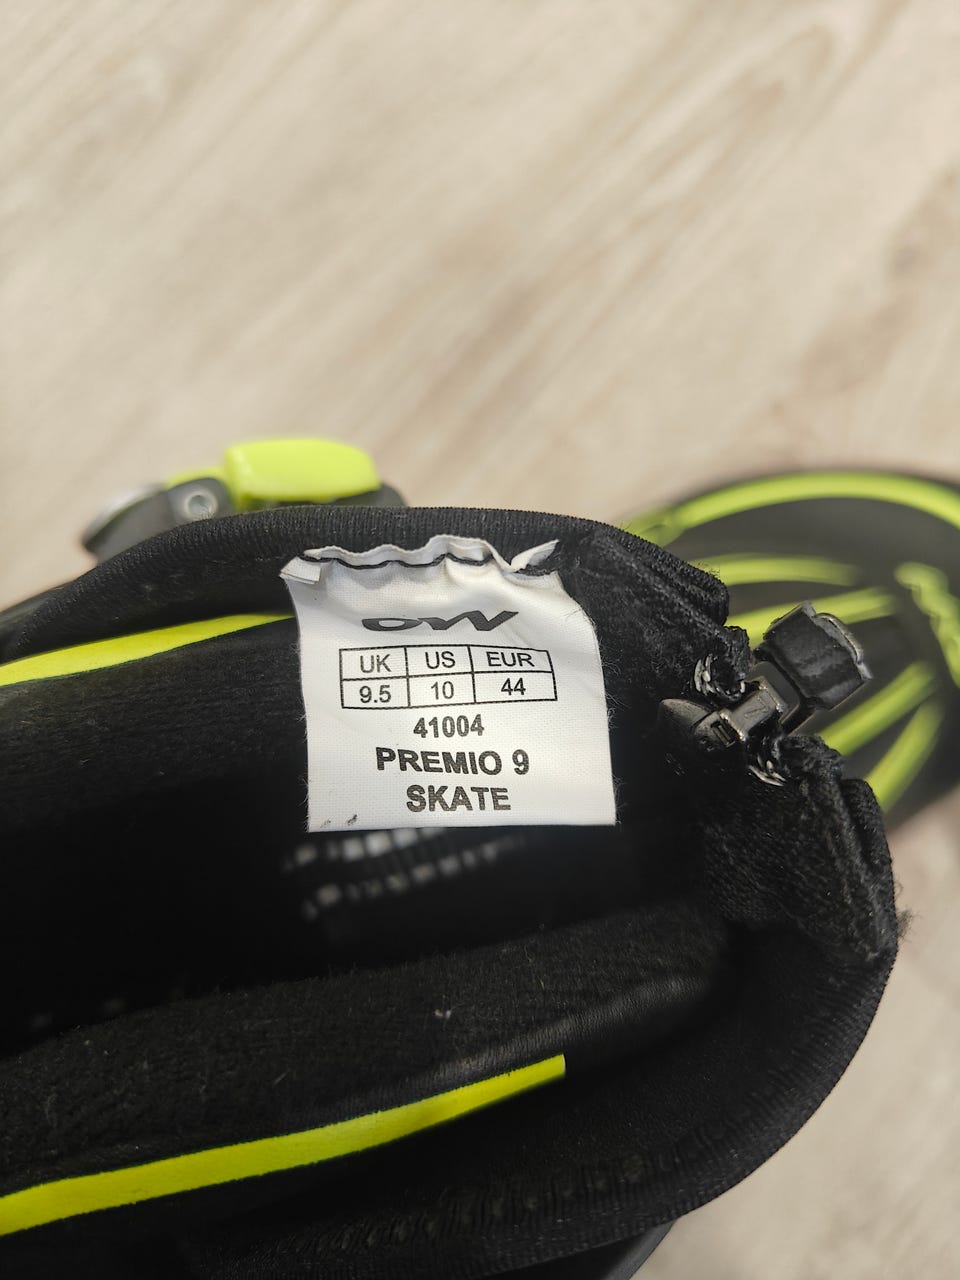 OW
UK US EUR
9.5 10 44
41004
PREMIO 9
SKATE